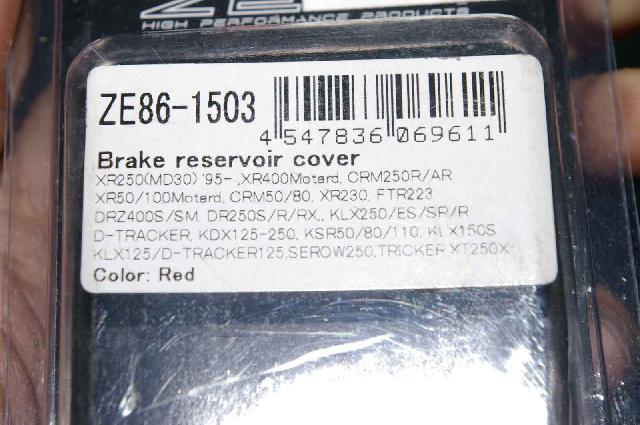 HIGH PERFORMANCE PRODUCTS
ZE86-1503
4 547836 069611
Brake reservoir cover
XR250(MD30) '95- ,XR400Motard, CRM250R/AR
XR50/100Motard, CRM50/80, XR230, FTR223
DRZ400S/SM, DR250S/R/RX,, KLX250/ES/SR/R
D-TRACKER, KDX125-250, KSR50/80/110, KLX150S
KLX125/D-TRACKER125,SEROW250,TRICKER XT250X
Color: Red